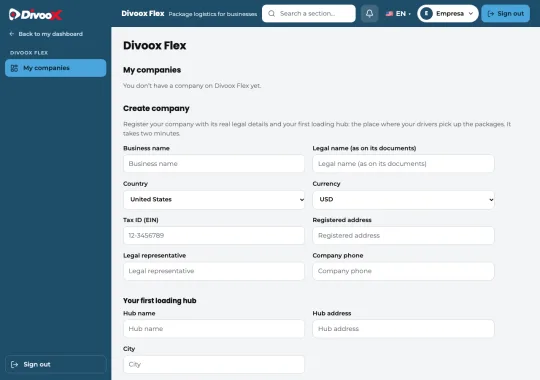 DivooX
Divoox Flex Package logistics for businesses
Search a section...
EN
E Empresa
Sign out
Back to my dashboard
DIVOOX FLEX
My companies
Divoox Flex
My companies
You don't have a company on Divoox Flex yet.
Create company
Register your company with its real legal details and your first loading hub: the place where your drivers pick up the packages. It
takes two minutes.
Business name
Legal name (as on its documents)
Business name
Legal name (as on its documents)
Country
Currency
United States
USD
Tax ID (EIN)
Registered address
12-3456789
Registered address
Legal representative
Company phone
Legal representative
Company phone
Your first loading hub
Hub name
Hub address
Hub name
Hub address
City
City
Sign out